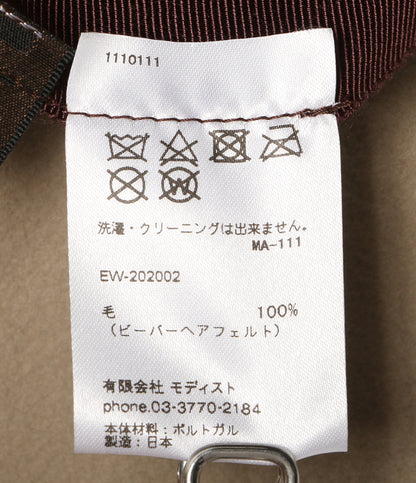 1110111
洗濯・クリーニングは出来ません。
MA-111
EW-202002
毛 100%
(ビーバーヘアフェルト)
有限会社 モディスト
phone.03-3770-2184
本体材料:ポルトガル
製造:日本